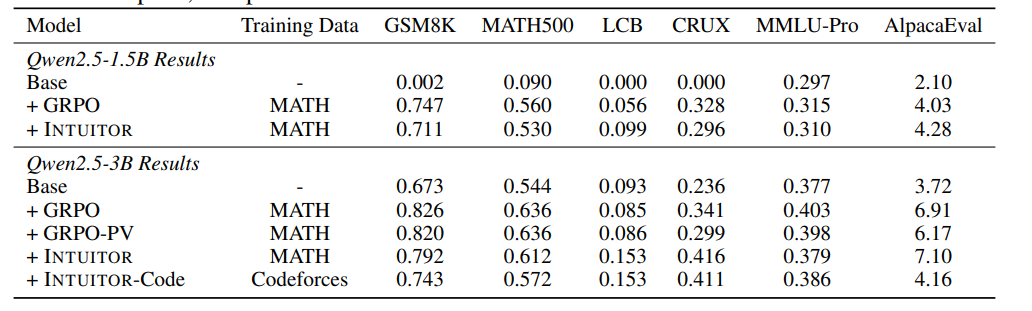 Model Training Data GSM8K MATH500 LCB CRUX MMLU-Pro AlpacaEval
Qwen2.5-1.5B Results
Base - 0.002 0.090 0.000 0.000 0.297 2.10
+ GRPO MATH 0.747 0.560 0.056 0.328 0.315 4.03
+ INTUITOR MATH 0.711 0.530 0.099 0.296 0.310 4.28
Qwen2.5-3B Results
Base - 0.673 0.544 0.093 0.236 0.377 3.72
+ GRPO MATH 0.826 0.636 0.085 0.341 0.403 6.91
+ GRPO-PV MATH 0.820 0.636 0.086 0.299 0.398 6.17
+ INTUITOR MATH 0.792 0.612 0.153 0.416 0.379 7.10
+ INTUITOR-Code Codeforces 0.743 0.572 0.153 0.411 0.386 4.16